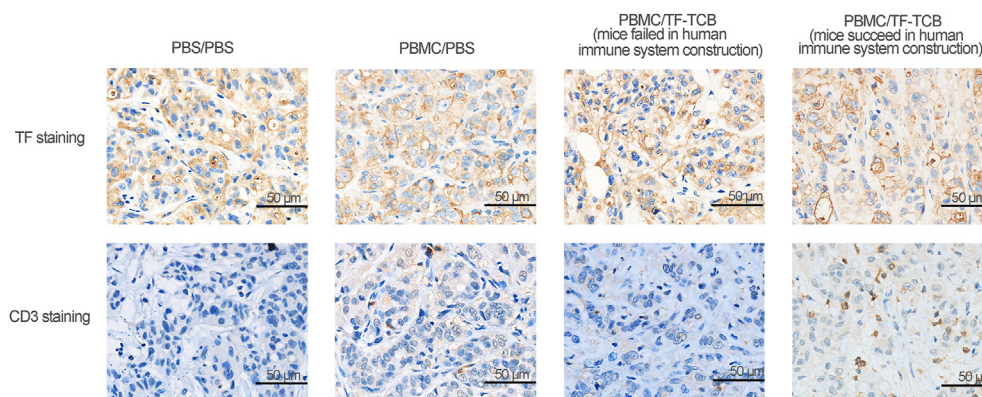 PBS/PBS
PBMC/PBS
PBMC/TF-TCB
(mice failed in human
immune system construction)
PBMC/TF-TCB
(mice succeed in human
immune system construction)
TF staining
50 µm
50 µm
50 µm
50 µm
CD3 staining
50 µm
50 µm
50 µm
50 µm